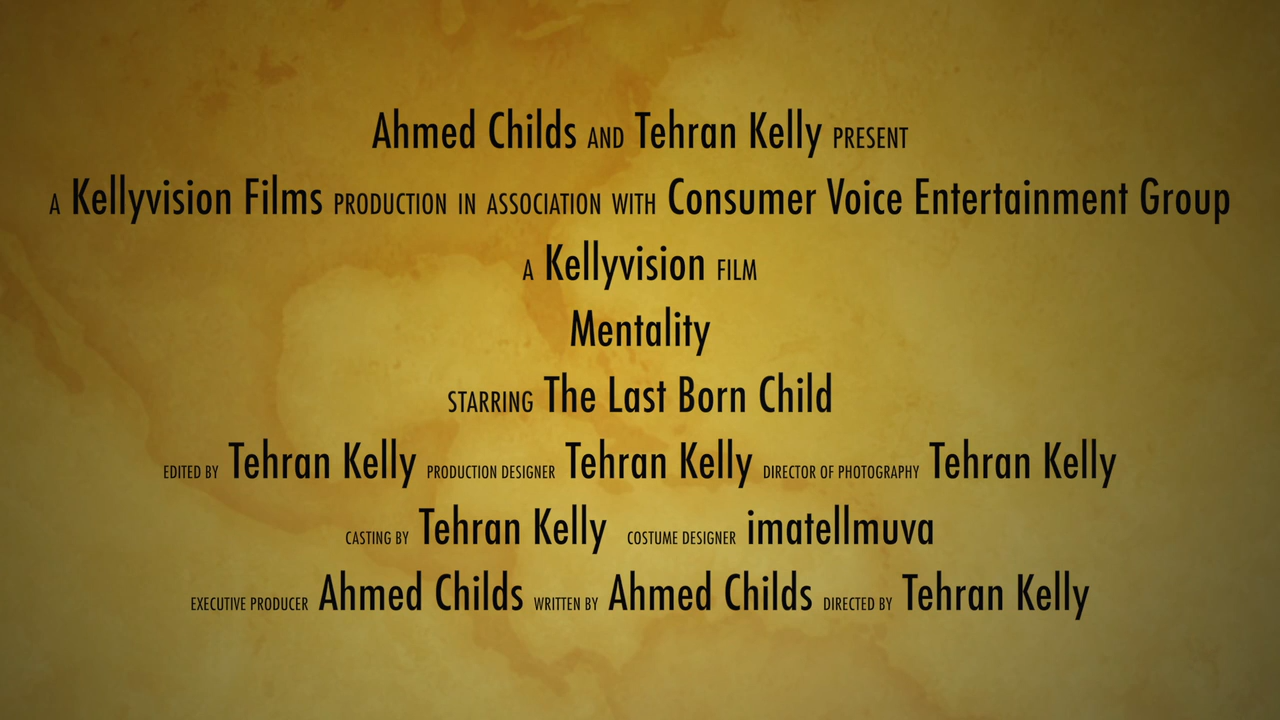 Ahmed Childs AND Tehran Kelly PRESENT
A Kellyvision Films PRODUCTION IN ASSOCIATION WITH Consumer Voice Entertainment Group
A Kellyvision FILM
Mentality
STARRING The Last Born Child
EDITED BY Tehran Kelly PRODUCTION DESIGNER Tehran Kelly DIRECTOR OF PHOTOGRAPHY Tehran Kelly
CASTING BY Tehran Kelly COSTUME DESIGNER imatellmuva
EXECUTIVE PRODUCER Ahmed Childs WRITTEN BY Ahmed Childs DIRECTED BY Tehran Kelly